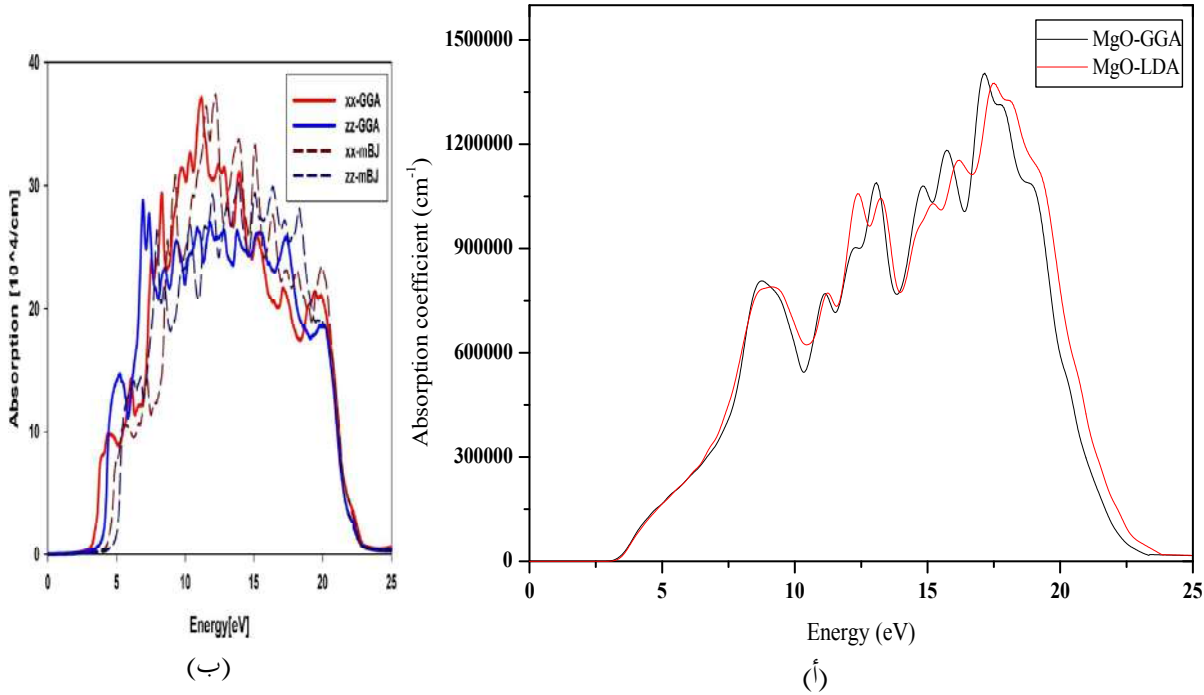 40
30
20
10
0
Absorption [10^4/cm]
xx-GGA
zz-GGA
xx-mBJ
zz-mBJ
0 5 10 15 20 25
Energy[eV]
(ب)
1500000
1200000
900000
600000
300000
0
Absorption coefficient (cm⁻¹)
MgO-GGA
MgO-LDA
0 5 10 15 20 25
Energy (eV)
(أ)